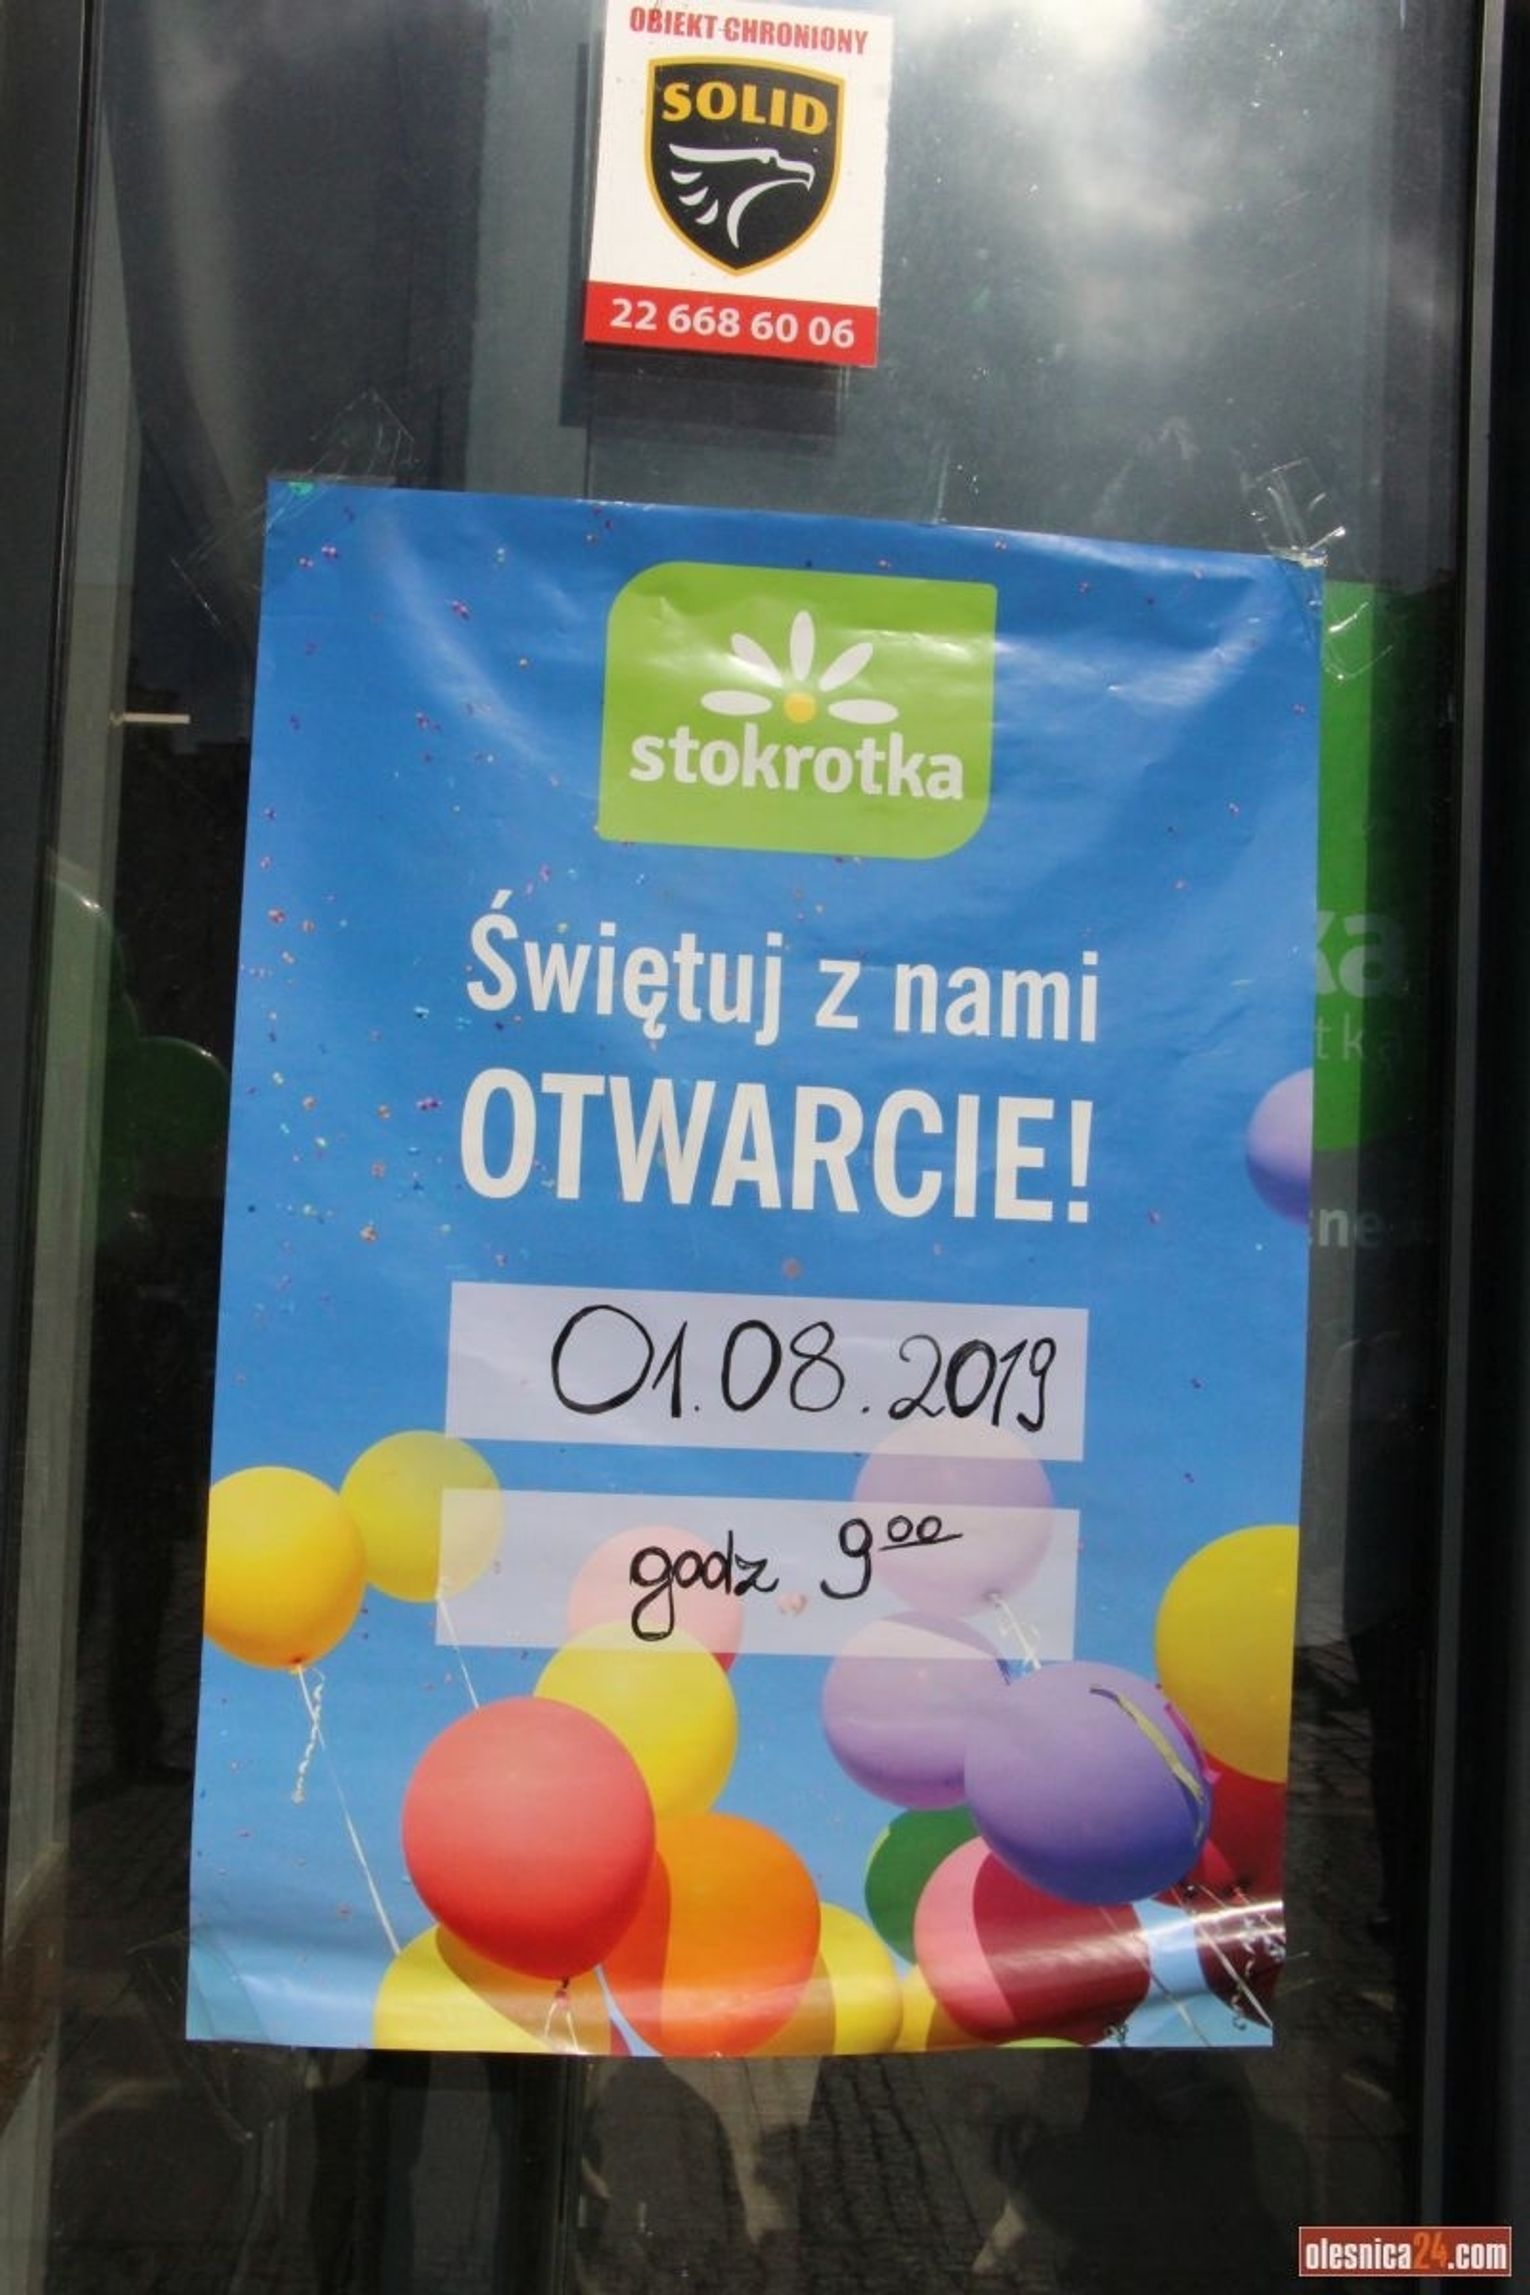 OBIEKT CHRONIONY
SOLID
22 668 60 06
stokrotka
Świętuj z nami
OTWARCIE!
01.08.2019
godz 9⁰⁰
olesnica24.com